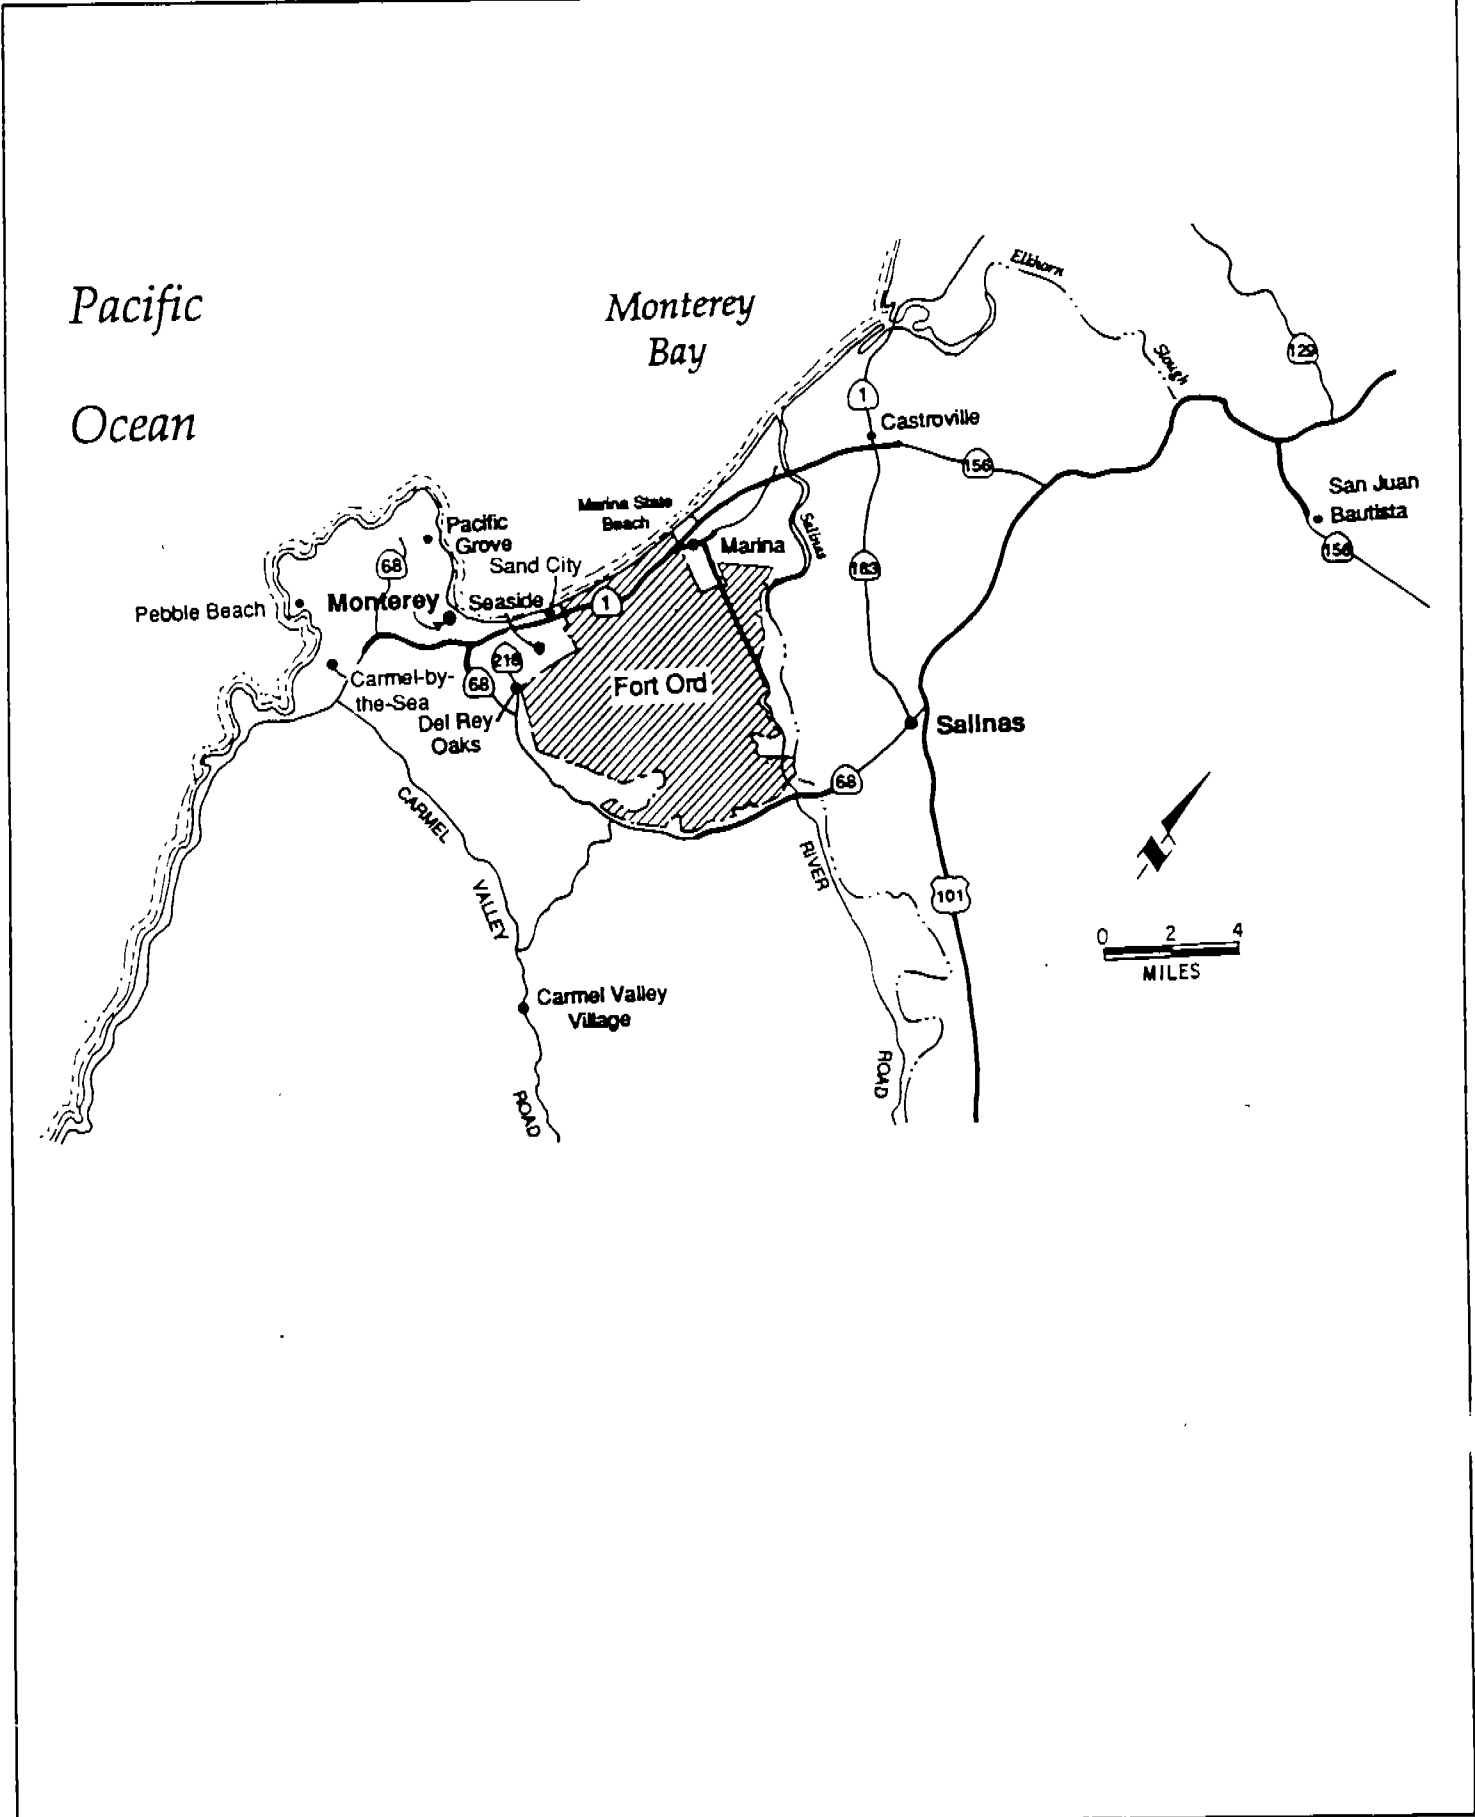 Pacific
Ocean
Monterey
Bay
Elkhorn
Slough
129
1
Castroville
156
San Juan
Bautista
156
Marina State
Beach
Pacific
Grove
Sand City
Marina
Salinas
68
183
Pebble Beach
Monterey
Seaside
1
218
68
Fort Ord
Carmel-by-
the-Sea
Del Rey
Oaks
Salinas
68
CARMEL
VALLEY
ROAD
RIVER
ROAD
101
0 2 4
MILES
Carmel Valley
Village